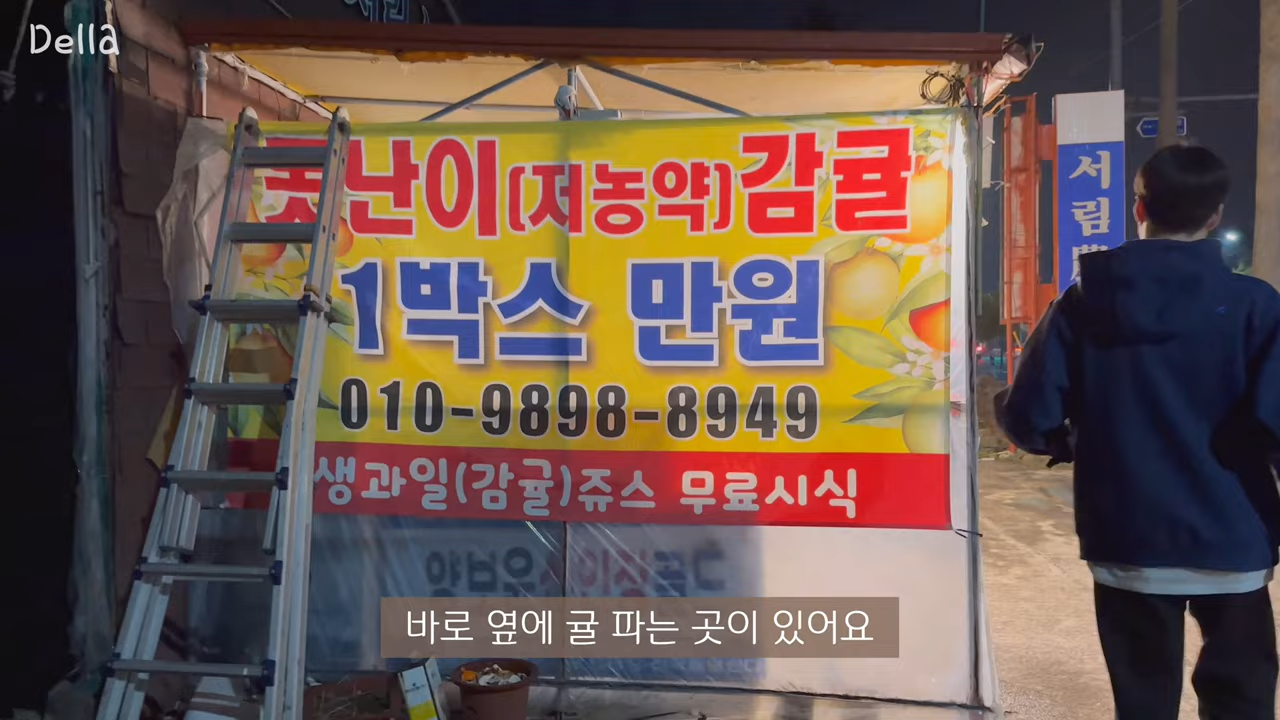 Della
못난이(저농약)감귤
1박스 만원
010-9898-8949
생과일(감귤)쥬스 무료시식
서림農
바로 옆에 귤 파는 곳이 있어요